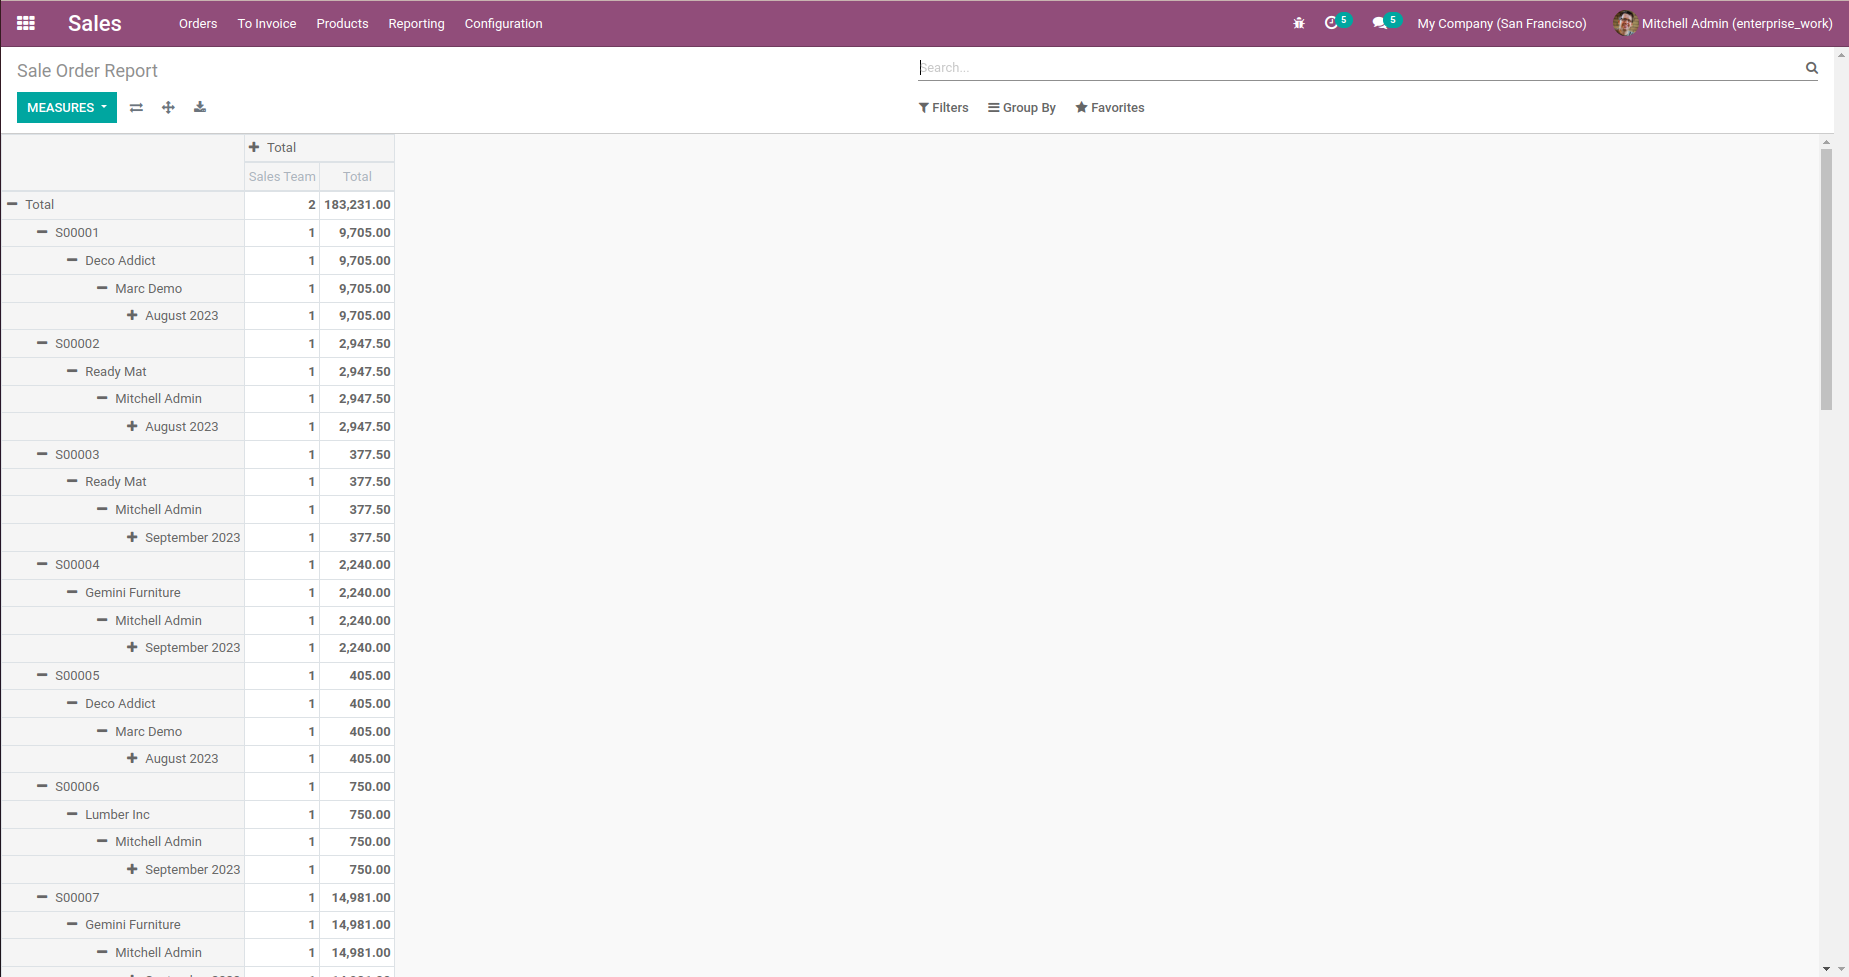 Sales Orders To Invoice Products Reporting Configuration 5 5 My Company (San Francisco) Mitchell Admin (enterprise_work)
Sale Order Report Search...
MEASURES Filters Group By Favorites
Total
Sales Team Total
Total 2 183,231.00
S00001 1 9,705.00
Deco Addict 1 9,705.00
Marc Demo 1 9,705.00
August 2023 1 9,705.00
S00002 1 2,947.50
Ready Mat 1 2,947.50
Mitchell Admin 1 2,947.50
August 2023 1 2,947.50
S00003 1 377.50
Ready Mat 1 377.50
Mitchell Admin 1 377.50
September 2023 1 377.50
S00004 1 2,240.00
Gemini Furniture 1 2,240.00
Mitchell Admin 1 2,240.00
September 2023 1 2,240.00
S00005 1 405.00
Deco Addict 1 405.00
Marc Demo 1 405.00
August 2023 1 405.00
S00006 1 750.00
Lumber Inc 1 750.00
Mitchell Admin 1 750.00
September 2023 1 750.00
S00007 1 14,981.00
Gemini Furniture 1 14,981.00
Mitchell Admin 1 14,981.00